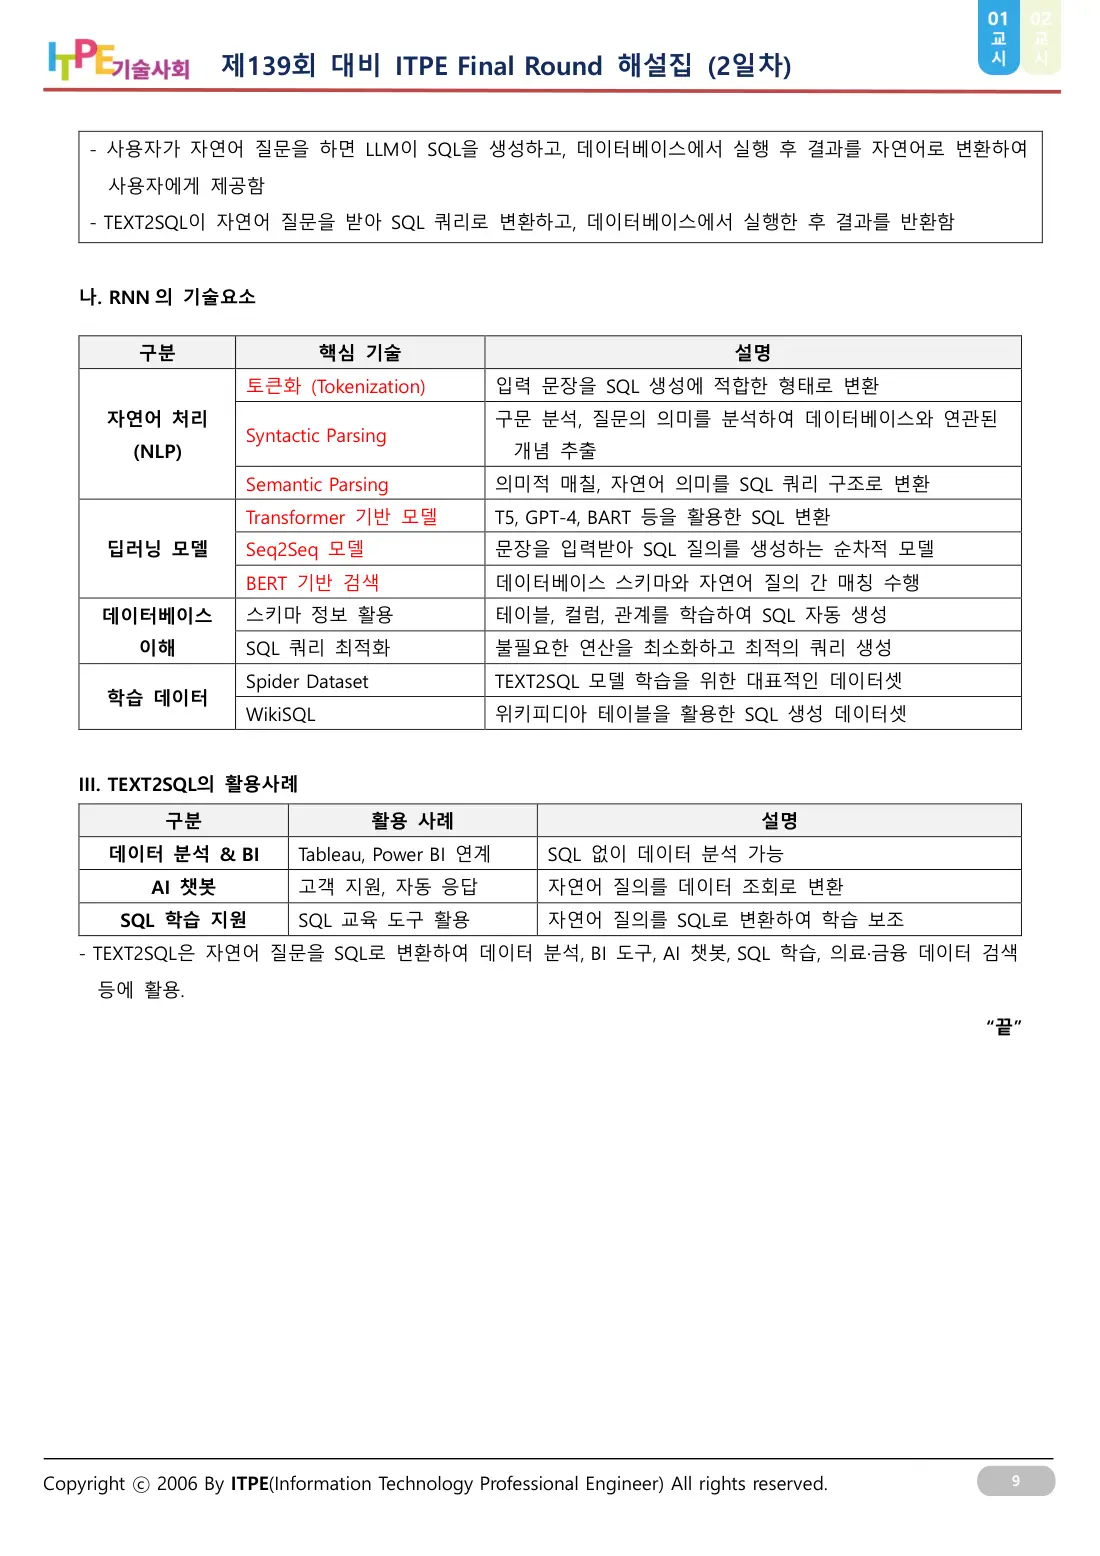 ITPE기술사회 제139회 대비 ITPE Final Round 해설집 (2일차)
01
교
시
02
교
시
- 사용자가 자연어 질문을 하면 LLM이 SQL을 생성하고, 데이터베이스에서 실행 후 결과를 자연어로 변환하여
사용자에게 제공함
- TEXT2SQL이 자연어 질문을 받아 SQL 쿼리로 변환하고, 데이터베이스에서 실행한 후 결과를 반환함
나. RNN의 기술요소
구분 핵심 기술 설명
자연어 처리
(NLP)
토큰화 (Tokenization) 입력 문장을 SQL 생성에 적합한 형태로 변환
Syntactic Parsing 구문 분석, 질문의 의미를 분석하여 데이터베이스와 연관된
개념 추출
Semantic Parsing 의미적 매칠, 자연어 의미를 SQL 쿼리 구조로 변환
딥러닝 모델
Transformer 기반 모델 T5, GPT-4, BART 등을 활용한 SQL 변환
Seq2Seq 모델 문장을 입력받아 SQL 질의를 생성하는 순차적 모델
BERT 기반 검색 데이터베이스 스키마와 자연어 질의 간 매칭 수행
데이터베이스
이해
스키마 정보 활용 테이블, 컬럼, 관계를 학습하여 SQL 자동 생성
SQL 쿼리 최적화 불필요한 연산을 최소화하고 최적의 쿼리 생성
학습 데이터
Spider Dataset TEXT2SQL 모델 학습을 위한 대표적인 데이터셋
WikiSQL 위키피디아 테이블을 활용한 SQL 생성 데이터셋
III. TEXT2SQL의 활용사례
구분 활용 사례 설명
데이터 분석 & BI Tableau, Power BI 연계 SQL 없이 데이터 분석 가능
AI 챗봇 고객 지원, 자동 응답 자연어 질의를 데이터 조회로 변환
SQL 학습 지원 SQL 교육 도구 활용 자연어 질의를 SQL로 변환하여 학습 보조
- TEXT2SQL은 자연어 질문을 SQL로 변환하여 데이터 분석, BI 도구, AI 챗봇, SQL 학습, 의료·금융 데이터 검색
등에 활용.
“끝”
Copyright ⓒ 2006 By ITPE(Information Technology Professional Engineer) All rights reserved.
9